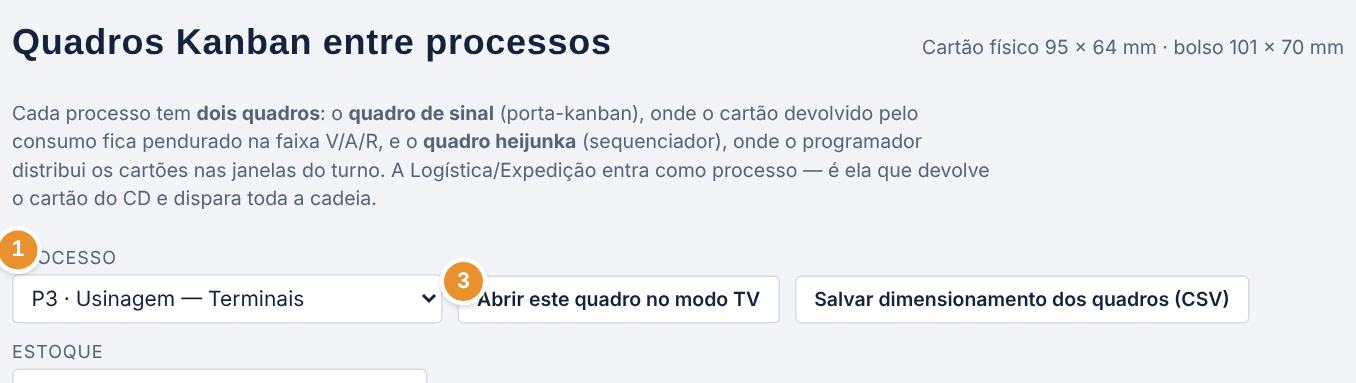 Quadros Kanban entre processos
Cartão físico 95 × 64 mm · bolso 101 × 70 mm
Cada processo tem dois quadros: o quadro de sinal (porta-kanban), onde o cartão devolvido pelo
consumo fica pendurado na faixa V/A/R, e o quadro heijunka (sequenciador), onde o programador
distribui os cartões nas janelas do turno. A Logística/Expedição entra como processo — é ela que devolve
o cartão do CD e dispara toda a cadeia.
1
OCESSO
P3 · Usinagem — Terminais
3
Abrir este quadro no modo TV
Salvar dimensionamento dos quadros (CSV)
ESTOQUE